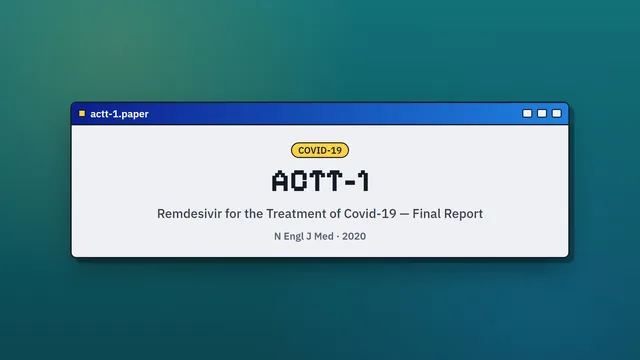 actt-1.paper
COVID-19
ACTT-1
Remdesivir for the Treatment of Covid-19 — Final Report
N Engl J Med · 2020